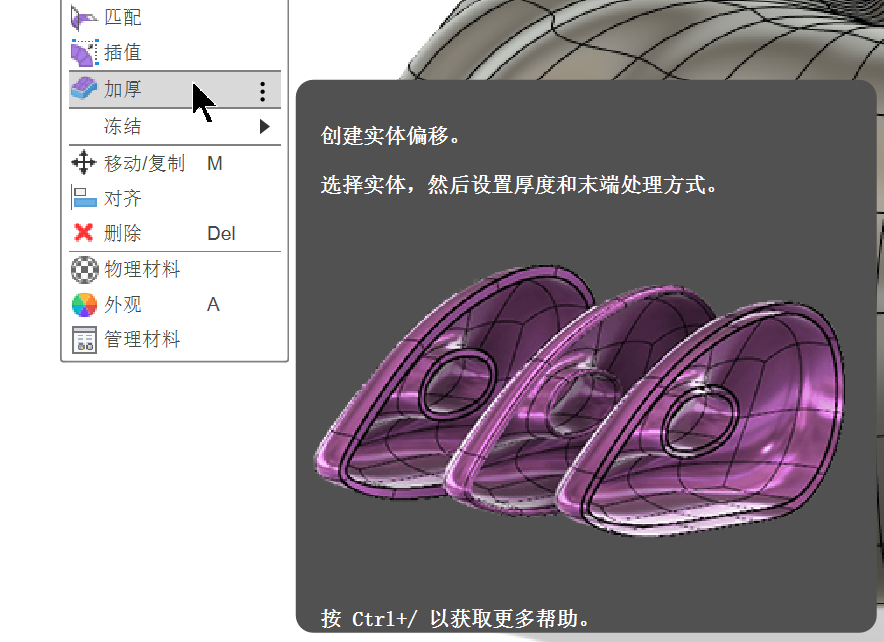 匹配
插值
加厚
冻结
移动/复制 M
对齐
删除 Del
物理材料
外观 A
管理材料
创建实体偏移。
选择实体，然后设置厚度和末端处理方式。
按 Ctrl+/ 以获取更多帮助。